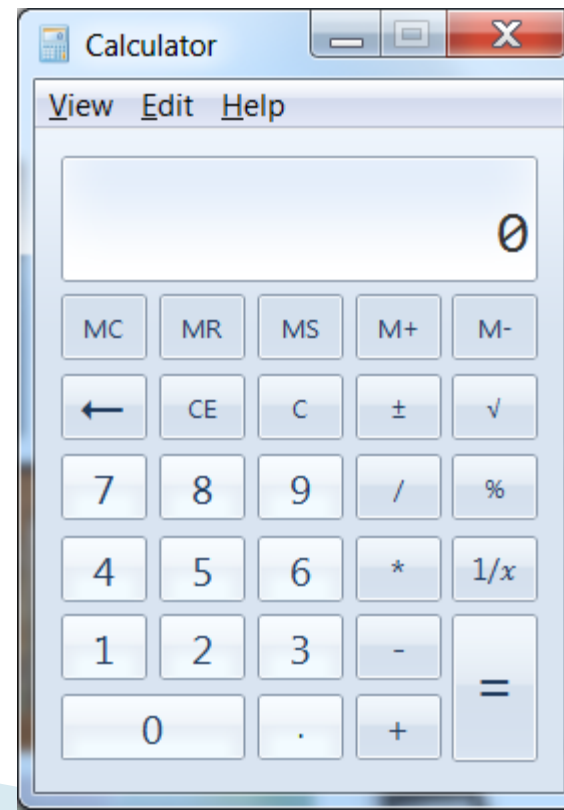 Calculator
View Edit Help
0
MC MR MS M+ M-
← CE C ± √
7 8 9 / %
4 5 6 * 1/x
1 2 3 - =
0 . +